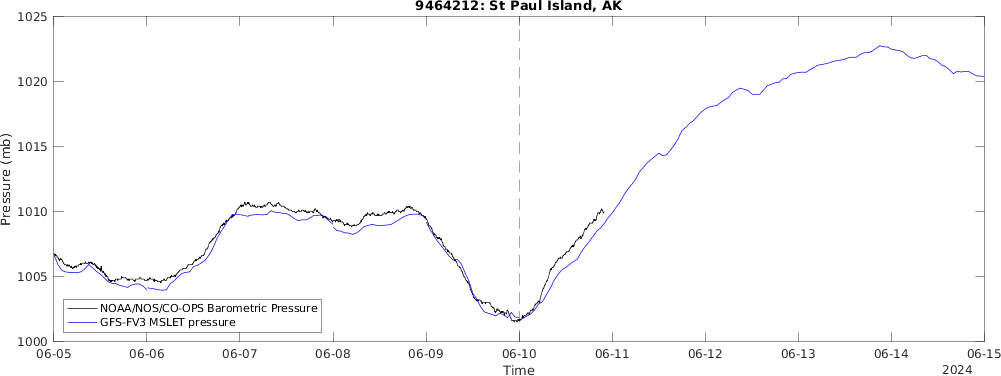 9464212: St Paul Island, AK
Pressure (mb)
1025
1020
1015
1010
1005
1000
NOAA/NOS/CO-OPS Barometric Pressure
GFS-FV3 MSLET pressure
06-05 06-06 06-07 06-08 06-09 06-10 06-11 06-12 06-13 06-14 06-15
Time
2024